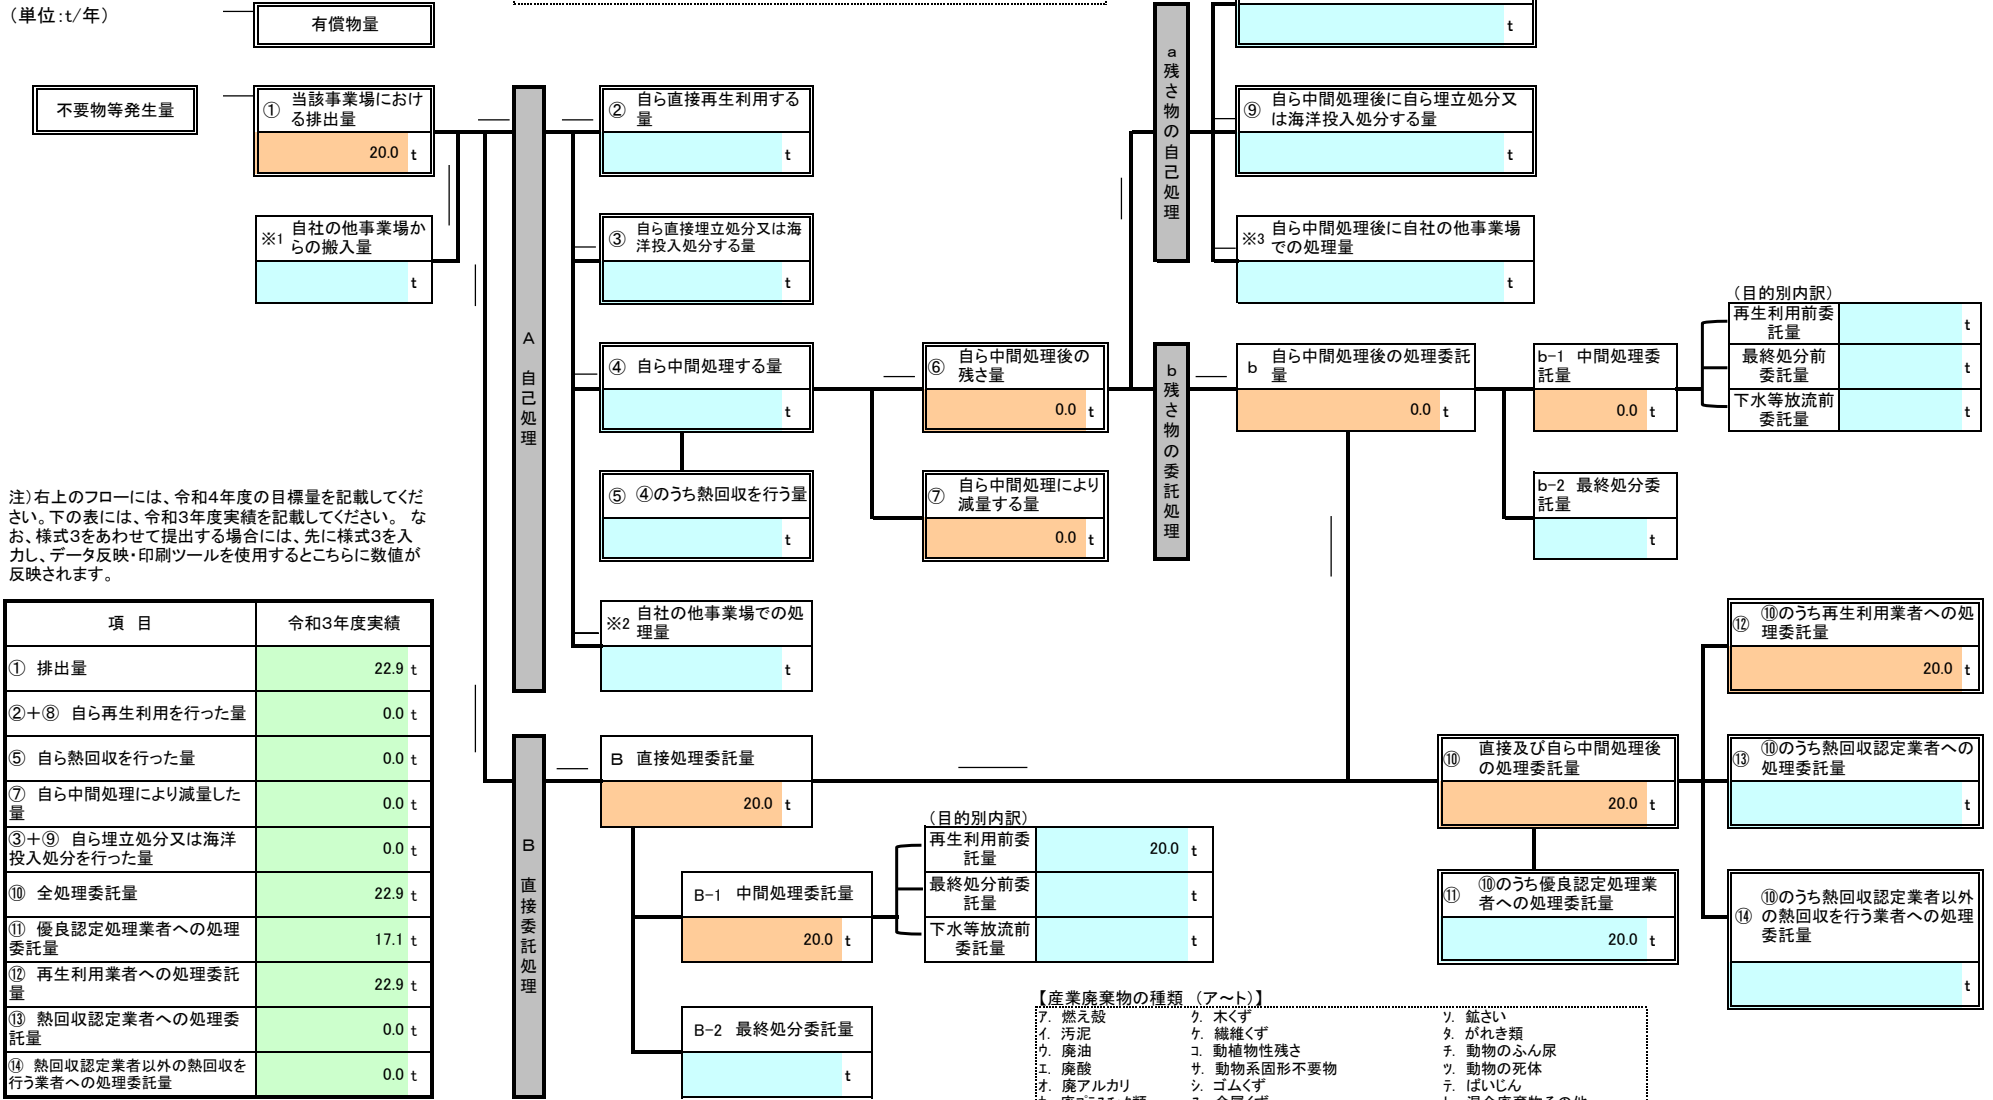 （単位:t/年）
有償物量
t
不要物等発生量
① 当該事業場におけ
る排出量
20.0 t
※1 自社の他事業場か
らの搬入量
t
A 自己処理
② 自ら直接再生利用する
量
t
③ 自ら直接埋立処分又は海
洋投入処分する量
t
④ 自ら中間処理する量
t
⑤ ④のうち熱回収を行う量
t
※2 自社の他事業場での処
理量
t
⑥ 自ら中間処理後の
残さ量
0.0 t
⑦ 自ら中間処理により
減量する量
0.0 t
a 残さ物の自己処理
⑨ 自ら中間処理後に自ら埋立処分又
は海洋投入処分する量
t
※3 自ら中間処理後に自社の他事業場
での処理量
t
b 残さ物の委託処理
b 自ら中間処理後の処理委託
量
0.0 t
b-1 中間処理委
託量
0.0 t
b-2 最終処分委
託量
t
（目的別内訳）
再生利用前委
託量
t
最終処分前
委託量
t
下水等放流前
委託量
t
注）右上のフローには、令和4年度の目標量を記載してくだ
さい。下の表には、令和3年度実績を記載してください。 な
お、様式3をあわせて提出する場合には、先に様式3を入
力し、データ反映・印刷ツールを使用するとこちらに数値が
反映されます。
項 目 令和3年度実績
① 排出量 22.9 t
②＋⑧ 自ら再生利用を行った量 0.0 t
⑤ 自ら熱回収を行った量 0.0 t
⑦ 自ら中間処理により減量した
量 0.0 t
③＋⑨ 自ら埋立処分又は海洋
投入処分を行った量 0.0 t
⑩ 全処理委託量 22.9 t
⑪ 優良認定処理業者への処理
委託量 17.1 t
⑫ 再生利用業者への処理委託
量 22.9 t
⑬ 熱回収認定業者への処理委
託量 0.0 t
⑭ 熱回収認定業者以外の熱回収を
行う業者への処理委託量 0.0 t
B 直接委託処理
B 直接処理委託量
20.0 t
B-1 中間処理委託量
20.0 t
B-2 最終処分委託量
t
（目的別内訳）
再生利用前委
託量
20.0 t
最終処分前委
託量
t
下水等放流前
委託量
t
⑩ 直接及び自ら中間処理後
の処理委託量
20.0 t
⑪ ⑩のうち優良認定処理業
者への処理委託量
20.0 t
⑫ ⑩のうち再生利用業者への処
理委託量
20.0 t
⑬ ⑩のうち熱回収認定業者への
処理委託量
t
⑭ ⑩のうち熱回収認定業者以外
の熱回収を行う業者への処理
委託量
t
【産業廃棄物の種類 （ア～ト）】
ア. 燃え殻 ク. 木くず ソ. 鉱さい
イ. 汚泥 ケ. 繊維くず タ. がれき類
ウ. 廃油 コ. 動植物性残さ チ. 動物のふん尿
エ. 廃酸 サ. 動物系固形不要物 ツ. 動物の死体
オ. 廃アルカリ シ. ゴムくず テ. ばいじん